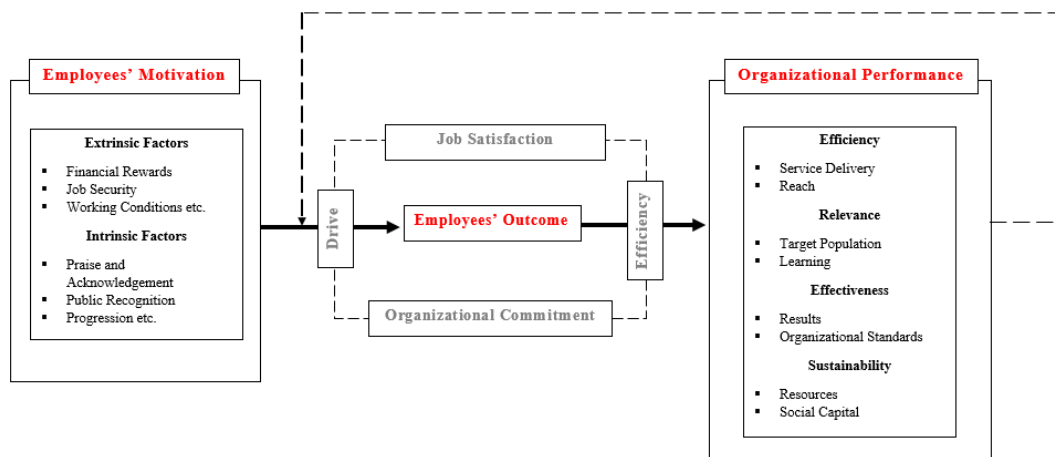 Employees’ Motivation
Extrinsic Factors
▪ Financial Rewards
▪ Job Security
▪ Working Conditions etc.
Intrinsic Factors
▪ Praise and
Acknowledgement
▪ Public Recognition
▪ Progression etc.
Drive
Job Satisfaction
Employees’ Outcome
Organizational Commitment
Efficiency
Organizational Performance
Efficiency
▪ Service Delivery
▪ Reach
Relevance
▪ Target Population
▪ Learning
Effectiveness
▪ Results
▪ Organizational Standards
Sustainability
▪ Resources
▪ Social Capital